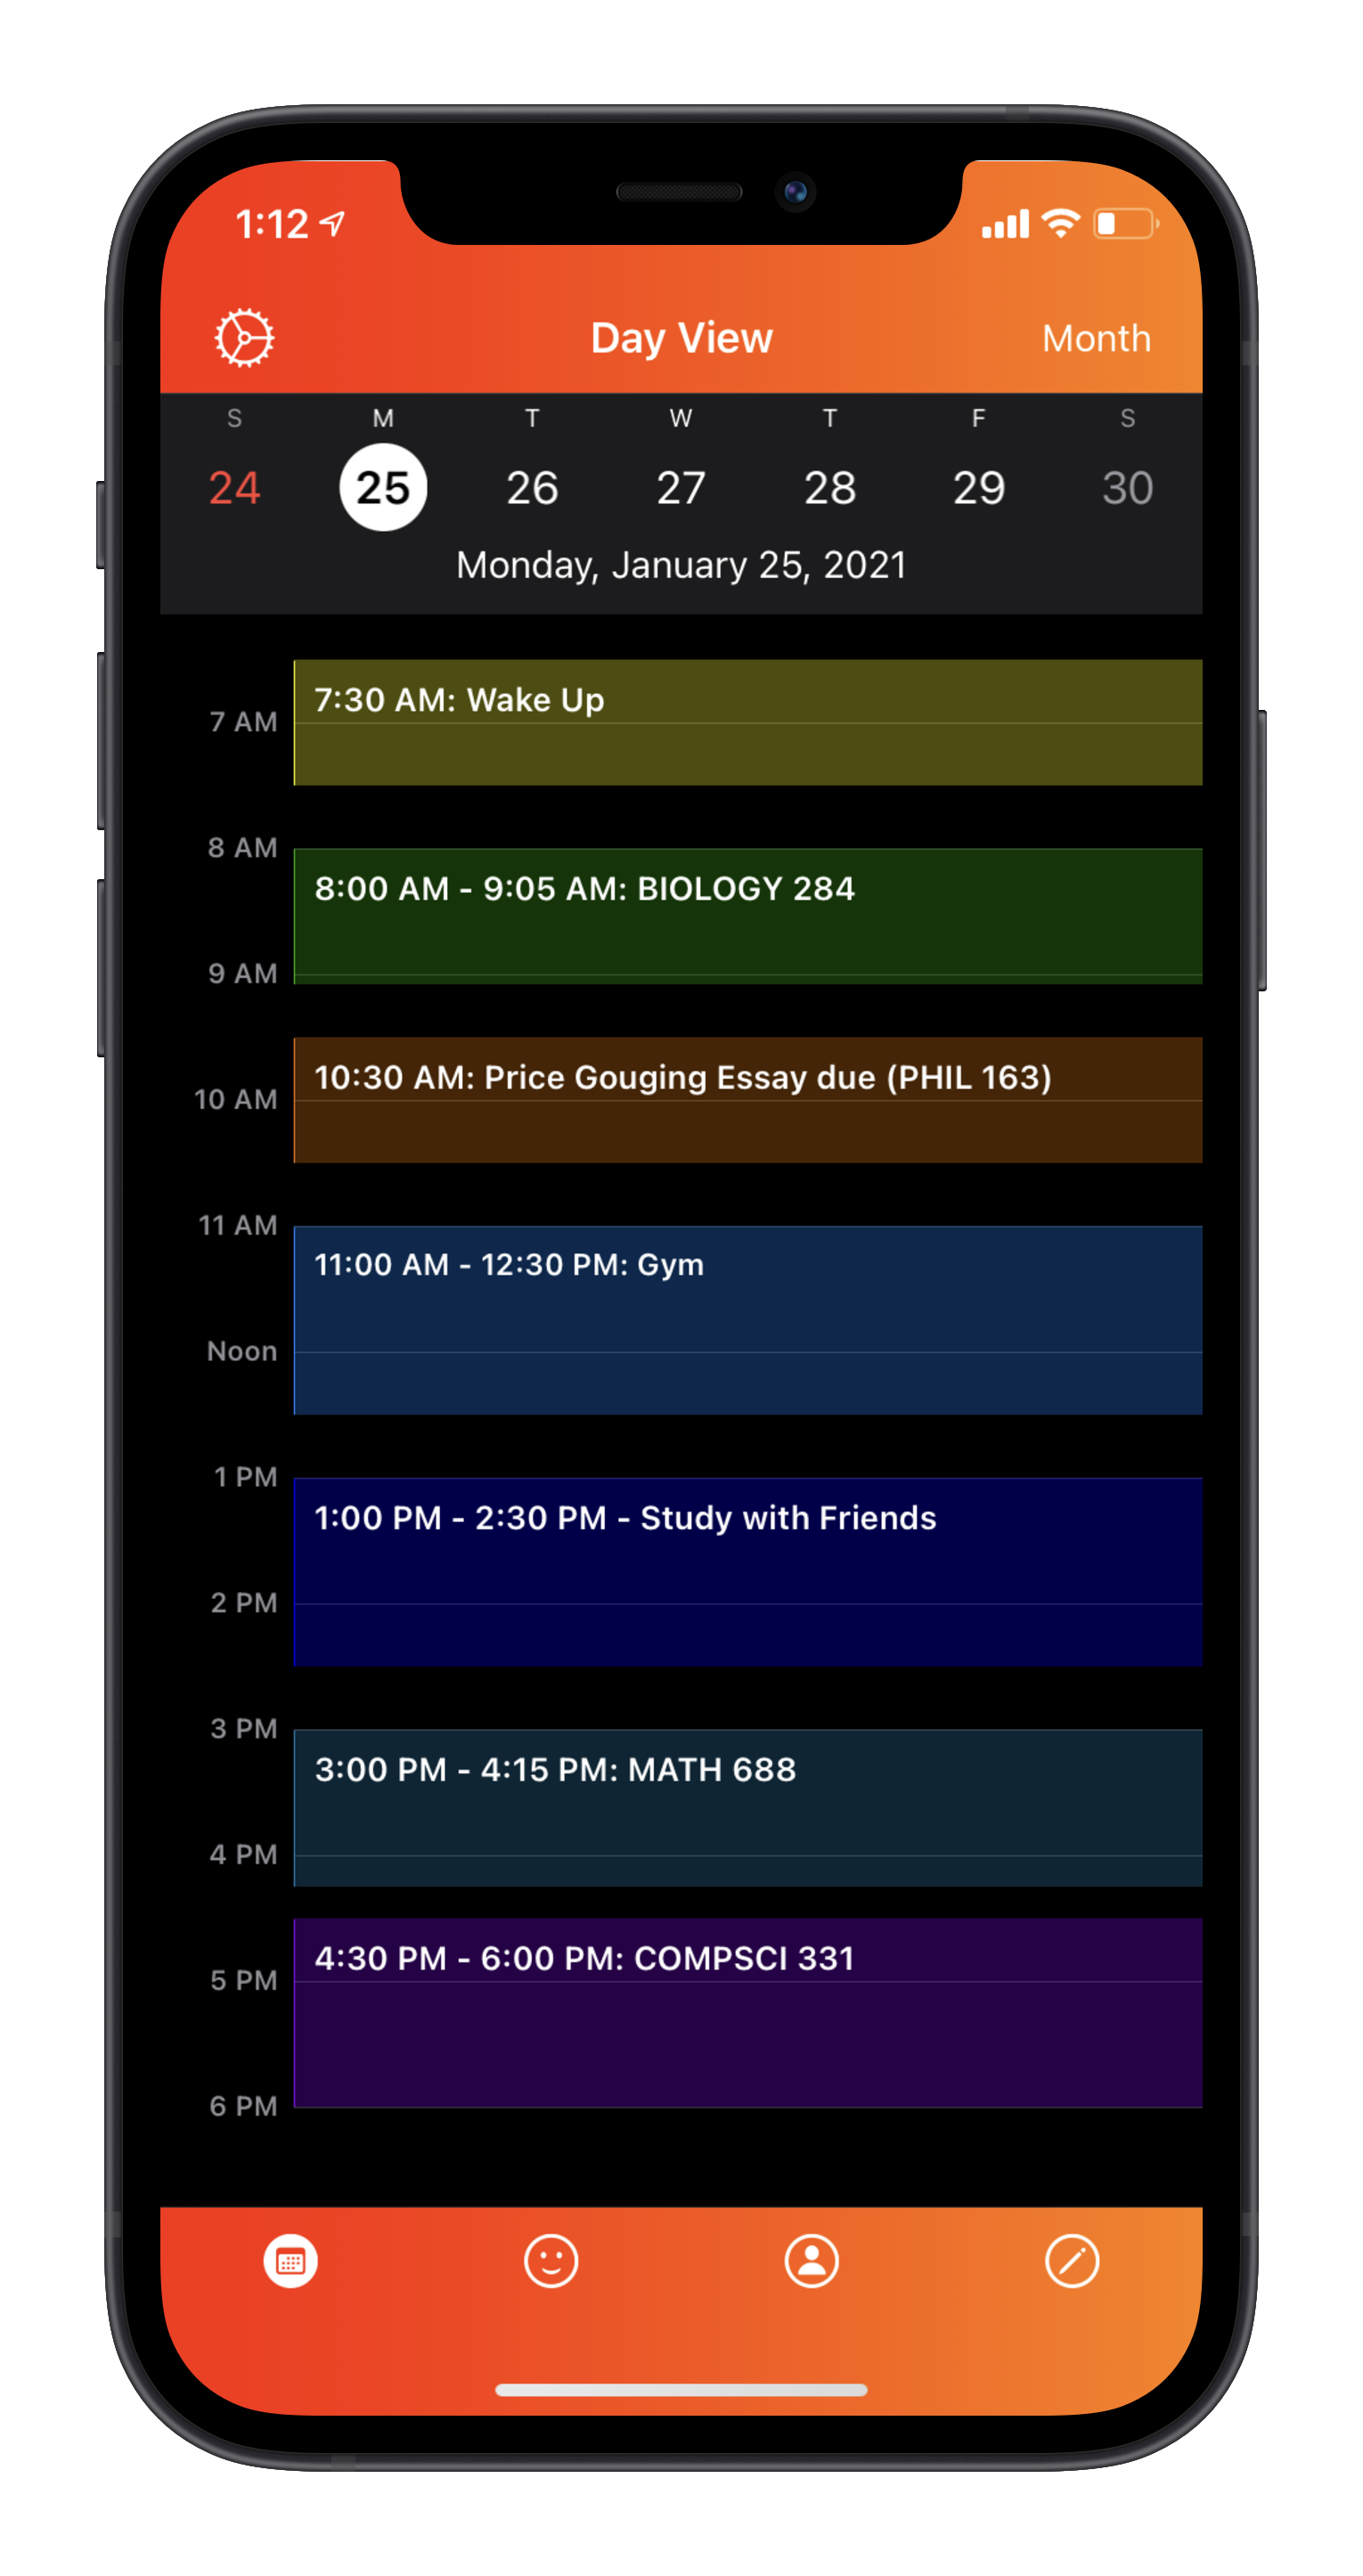 1:12
Day View
Month
S M T W T F S
24 25 26 27 28 29 30
Monday, January 25, 2021
7:30 AM: Wake Up
7 AM
8 AM
8:00 AM - 9:05 AM: BIOLOGY 284
9 AM
10:30 AM: Price Gouging Essay due (PHIL 163)
10 AM
11 AM
11:00 AM - 12:30 PM: Gym
Noon
1 PM
1:00 PM - 2:30 PM - Study with Friends
2 PM
3 PM
3:00 PM - 4:15 PM: MATH 688
4 PM
4:30 PM - 6:00 PM: COMPSCI 331
5 PM
6 PM